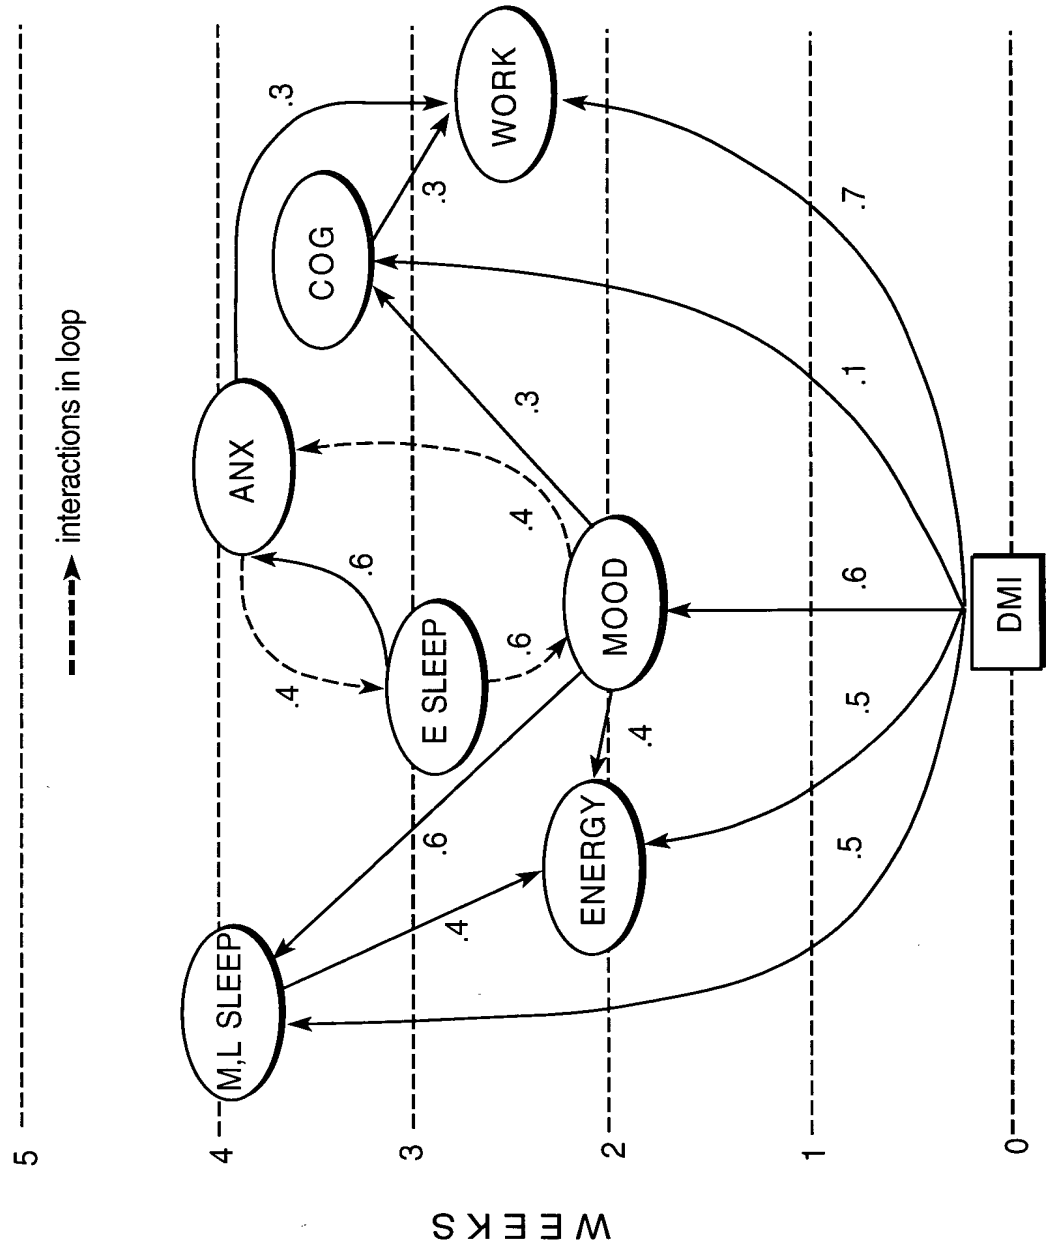 5
interactions in loop
4
3
2
1
0
WEEKS
M,L SLEEP
ANX
E SLEEP
COG
WORK
MOOD
ENERGY
DMI
.3
.3
.6
.4
.4
.3
.6
.6
.4
.4
.5
.5
.6
.1
.7